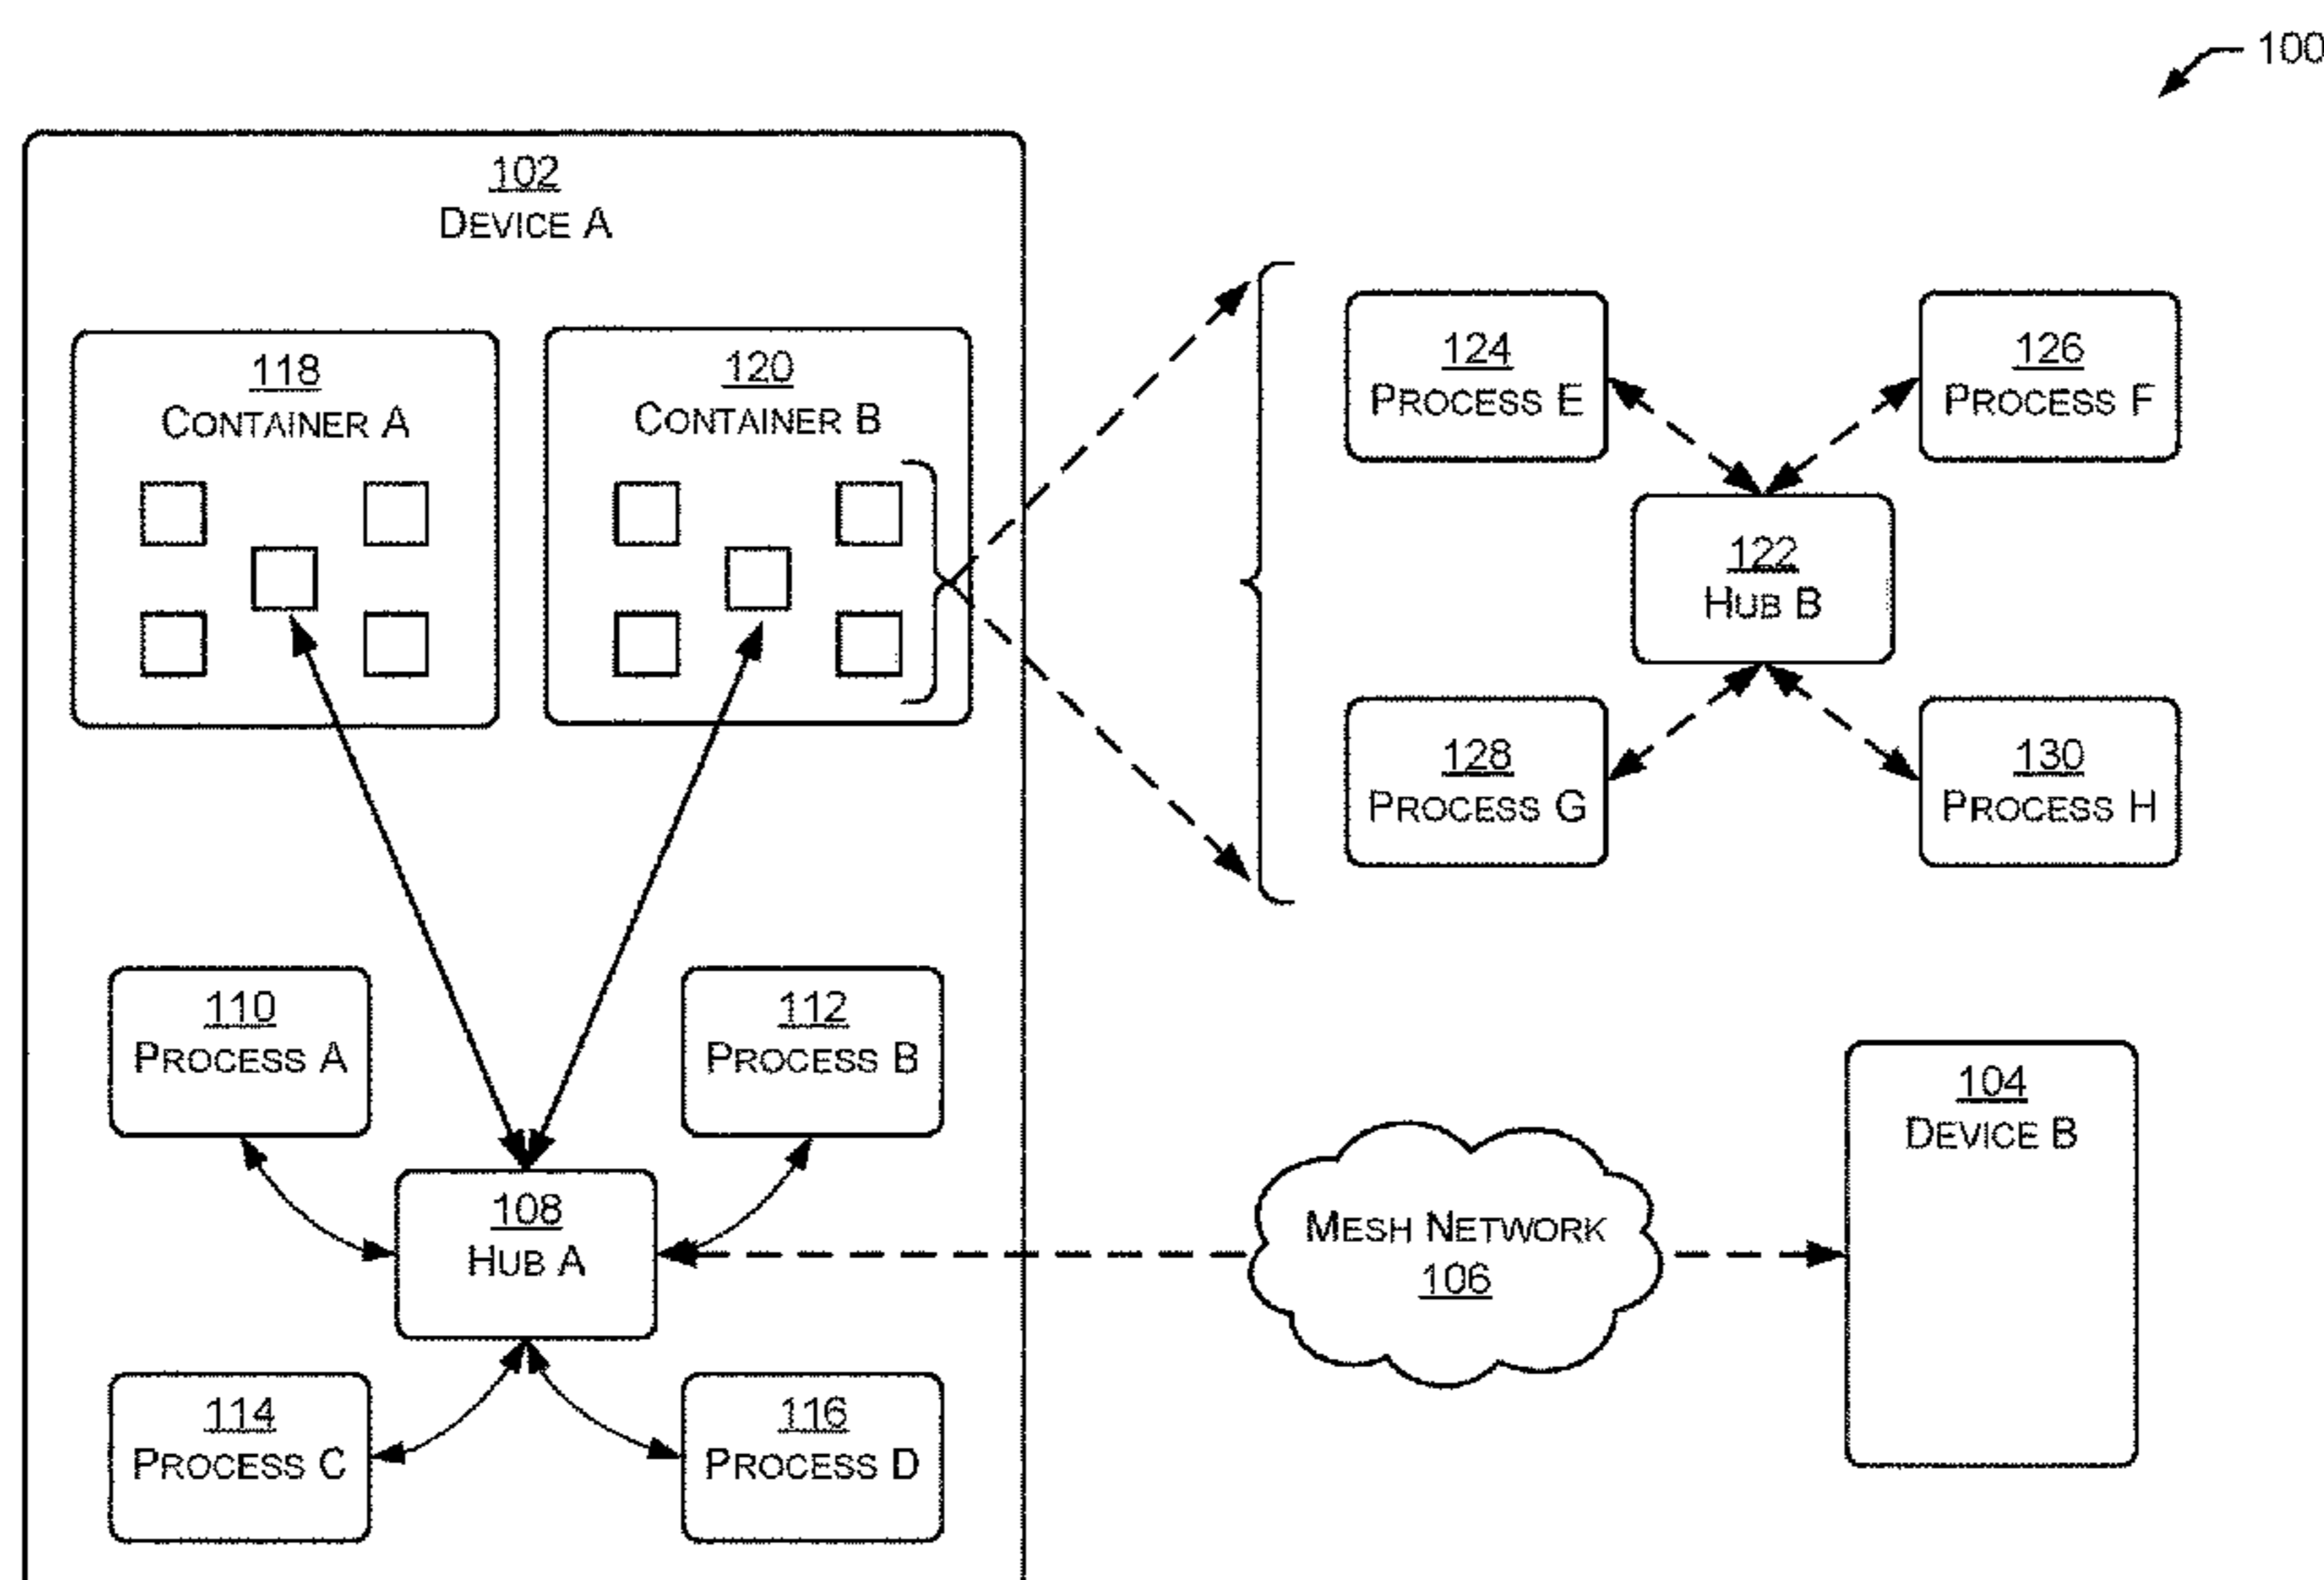 100
102
DEVICE A
118
CONTAINER A
120
CONTAINER B
124
PROCESS E
126
PROCESS F
122
HUB B
128
PROCESS G
130
PROCESS H
110
PROCESS A
112
PROCESS B
108
HUB A
114
PROCESS C
116
PROCESS D
MESH NETWORK
106
104
DEVICE B